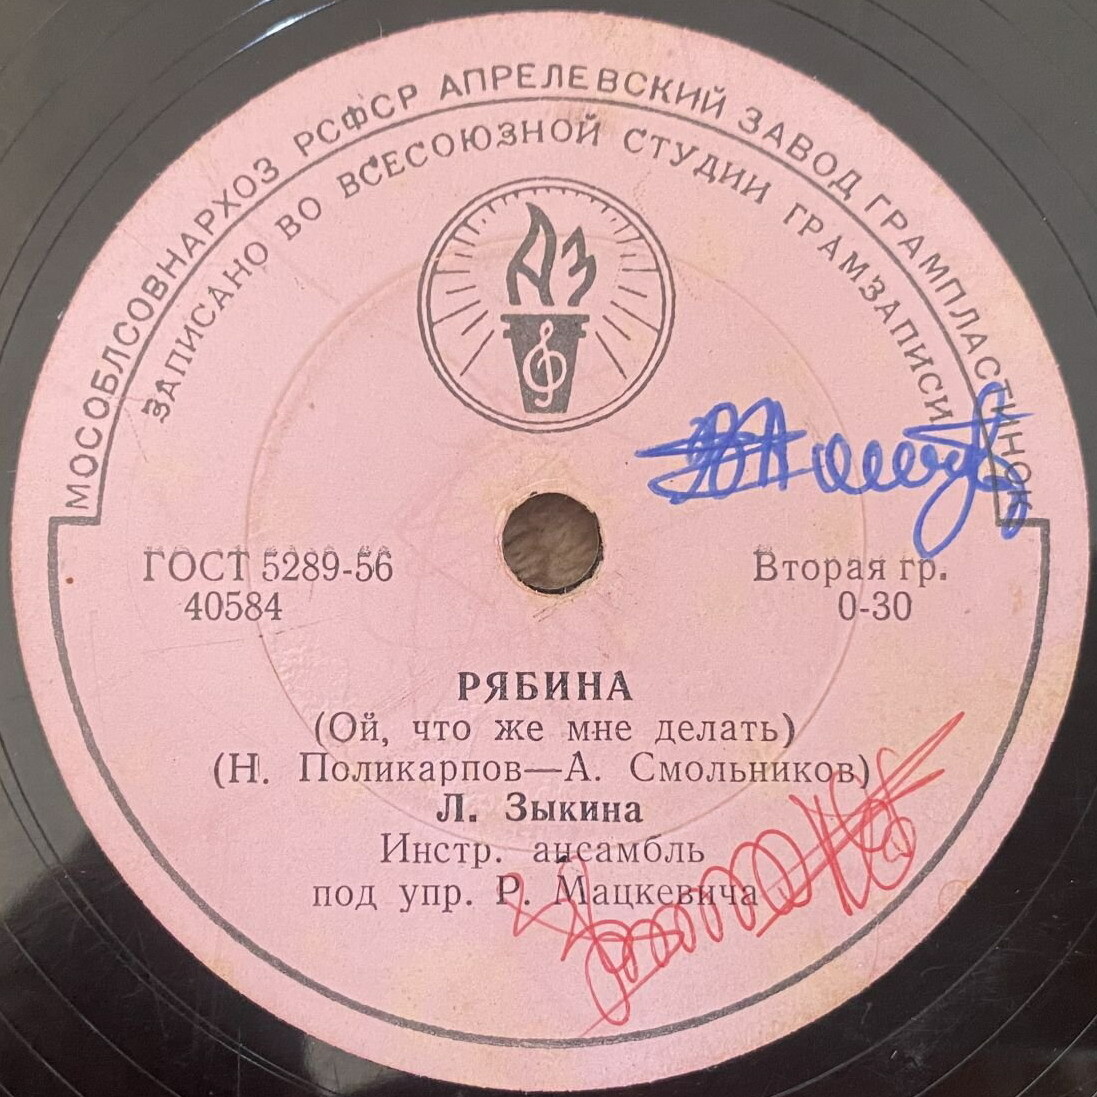 МОСОБЛСОВНАРХОЗ РСФСР АПРЕЛЕВСКИЙ ЗАВОД ГРАМПЛАСТИНОК
ЗАПИСАНО ВО ВСЕСОЮЗНОЙ СТУДИИ ГРАМЗАПИСИ
АЗ
ГОСТ 5289-56
40584
Вторая гр.
0-30
РЯБИНА
(Ой, что же мне делать)
(Н. Поликарпов—А. Смольников)
Л. Зыкина
Инстр. ансамбль
под упр. Р. Мацкевича